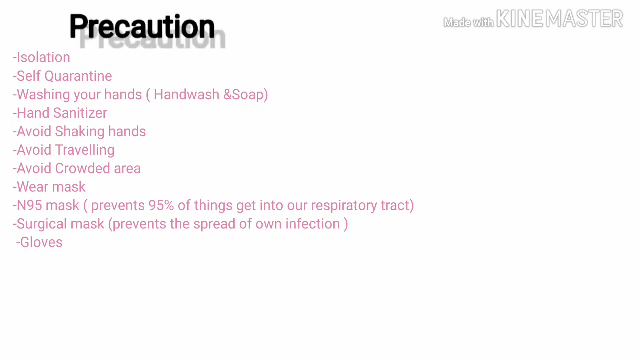 Precaution
Made with KINEMASTER
-Isolation
-Self Quarantine
-Washing your hands ( Handwash &Soap)
-Hand Sanitizer
-Avoid Shaking hands
-Avoid Travelling
-Avoid Crowded area
-Wear mask
-N95 mask ( prevents 95% of things get into our respiratory tract)
-Surgical mask (prevents the spread of own infection )
-Gloves